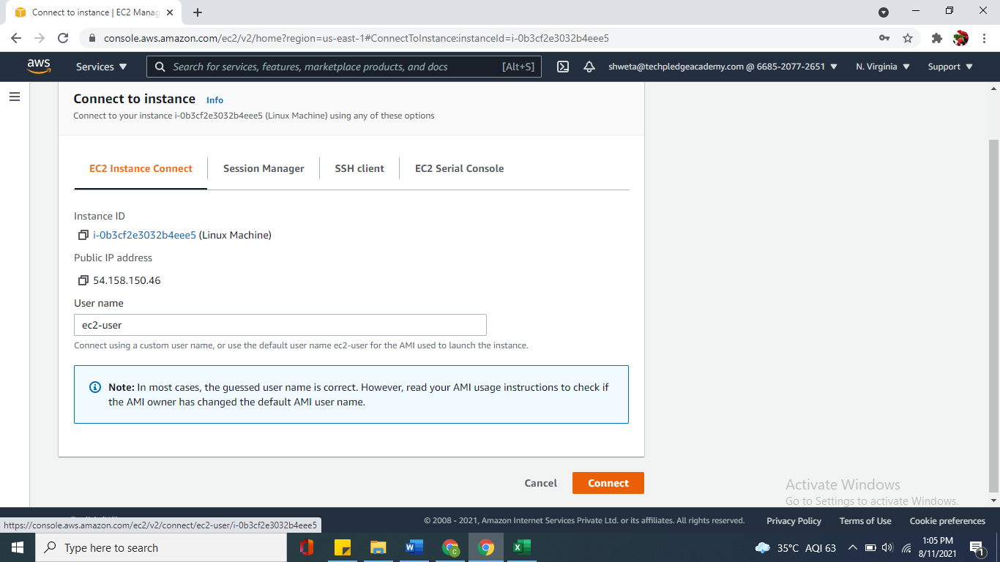 Connect to instance | EC2 Manag
console.aws.amazon.com/ec2/v2/home?region=us-east-1#ConnectToInstance:instanceId=i-0b3cf2e3032b4eee5
aws Services ▼ Search for services, features, marketplace products, and docs [Alt+S] shweta@techpledgeacademy.com @ 6685-2077-2651 ▼ N. Virginia ▼ Support ▼
Connect to instance Info
Connect to your instance i-0b3cf2e3032b4eee5 (Linux Machine) using any of these options
EC2 Instance Connect Session Manager SSH client EC2 Serial Console
Instance ID
i-0b3cf2e3032b4eee5 (Linux Machine)
Public IP address
54.158.150.46
User name
ec2-user
Connect using a custom user name, or use the default user name ec2-user for the AMI used to launch the instance.
Note: In most cases, the guessed user name is correct. However, read your AMI usage instructions to check if
the AMI owner has changed the default AMI user name.
Cancel Connect
Activate Windows
Go to Settings to activate Windows.
https://console.aws.amazon.com/ec2/v2/connect/ec2-user/i-0b3cf2e3032b4eee5
© 2008 - 2021, Amazon Internet Services Private Ltd. or its affiliates. All rights reserved. Privacy Policy Terms of Use Cookie preferences
Type here to search
35°C AQI 63
1:05 PM
8/11/2021
1